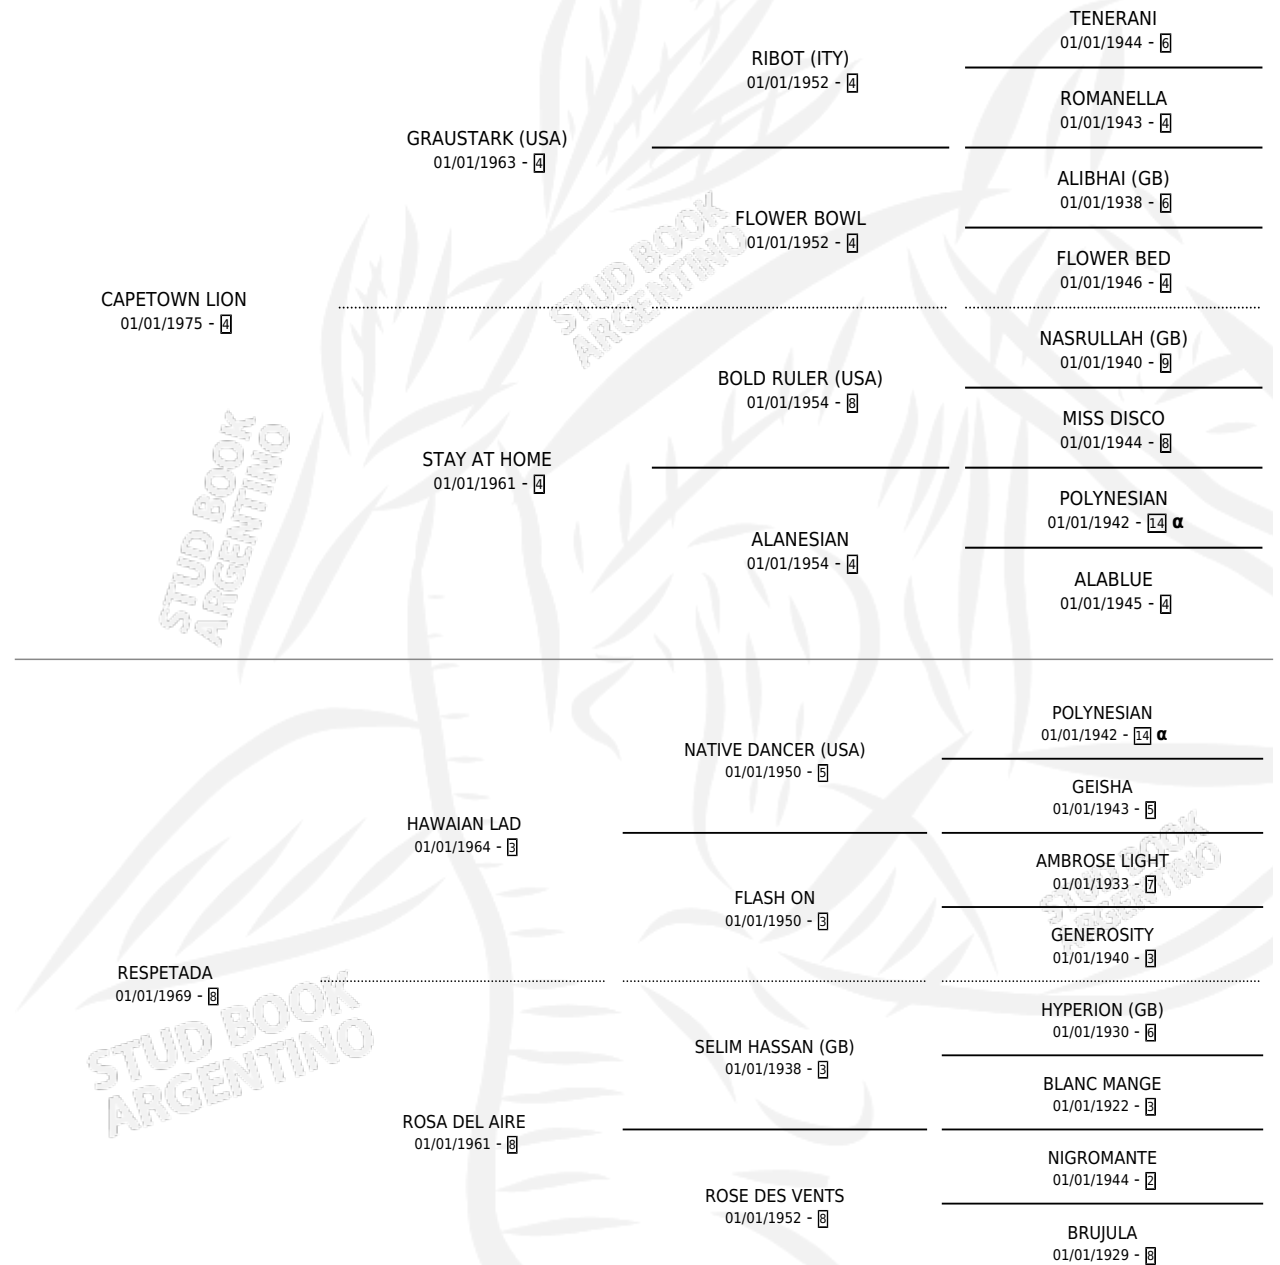 TENERANI
01/01/1944 - 6
RIBOT (ITY)
01/01/1952 - 4
ROMANELLA
01/01/1943 - 4
GRAUSTARK (USA)
01/01/1963 - 4
ALIBHAI (GB)
01/01/1938 - 6
FLOWER BOWL
01/01/1952 - 4
FLOWER BED
01/01/1946 - 4
CAPETOWN LION
01/01/1975 - 4
NASRULLAH (GB)
01/01/1940 - 9
BOLD RULER (USA)
01/01/1954 - 8
MISS DISCO
01/01/1944 - 8
STAY AT HOME
01/01/1961 - 4
POLYNESIAN
01/01/1942 - 14 α
ALANESIAN
01/01/1954 - 4
ALABLUE
01/01/1945 - 4
POLYNESIAN
01/01/1942 - 14 α
NATIVE DANCER (USA)
01/01/1950 - 5
GEISHA
01/01/1943 - 5
HAWAIAN LAD
01/01/1964 - 3
AMBROSE LIGHT
01/01/1933 - 7
FLASH ON
01/01/1950 - 3
GENEROSITY
01/01/1940 - 3
RESPETADA
01/01/1969 - 8
HYPERION (GB)
01/01/1930 - 6
SELIM HASSAN (GB)
01/01/1938 - 3
BLANC MANGE
01/01/1922 - 3
ROSA DEL AIRE
01/01/1961 - 8
NIGROMANTE
01/01/1944 - 2
ROSE DES VENTS
01/01/1952 - 8
BRUJULA
01/01/1929 - 8
STUD BOOK
ARGENTINO
STUD BOOK
ARGENTINO
STUD BOOK
ARGENTINO
STUD BOOK
ARGENTINO